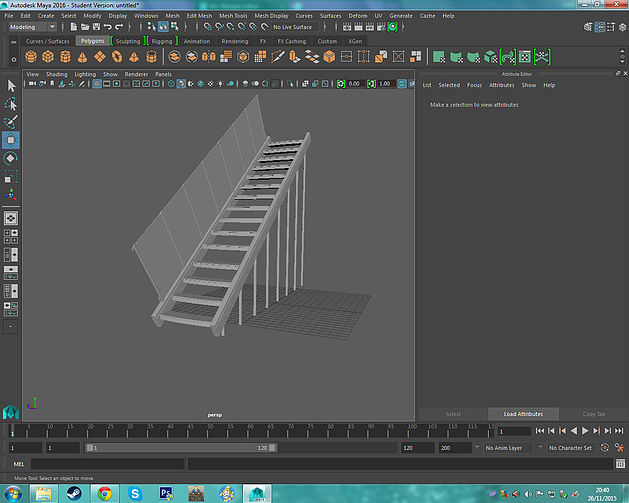 Autodesk Maya 2016 - Student Version: untitled*
File Edit Create Select Modify Display Windows Mesh Edit Mesh Mesh Tools Mesh Display Curves Surfaces Deform UV Generate Cache Help
Modeling
No Live Surface
Curves / Surfaces Polygons Sculpting Rigging Animation Rendering FX FX Caching Custom XGen
View Shading Lighting Show Renderer Panels
0.00 1.00
Attribute Editor
List Selected Focus Attributes Show Help
Make a selection to view attributes
persp
Select Load Attributes Copy Tab
1 5 10 15 20 25 30 35 40 45 50 55 60 65 70 75 80 85 90 95 100 105 110 115 12
1
1 1 1 120 120 200 No Anim Layer No Character Set
MEL
Move Tool: Select an object to move.
20:40
26/11/2015